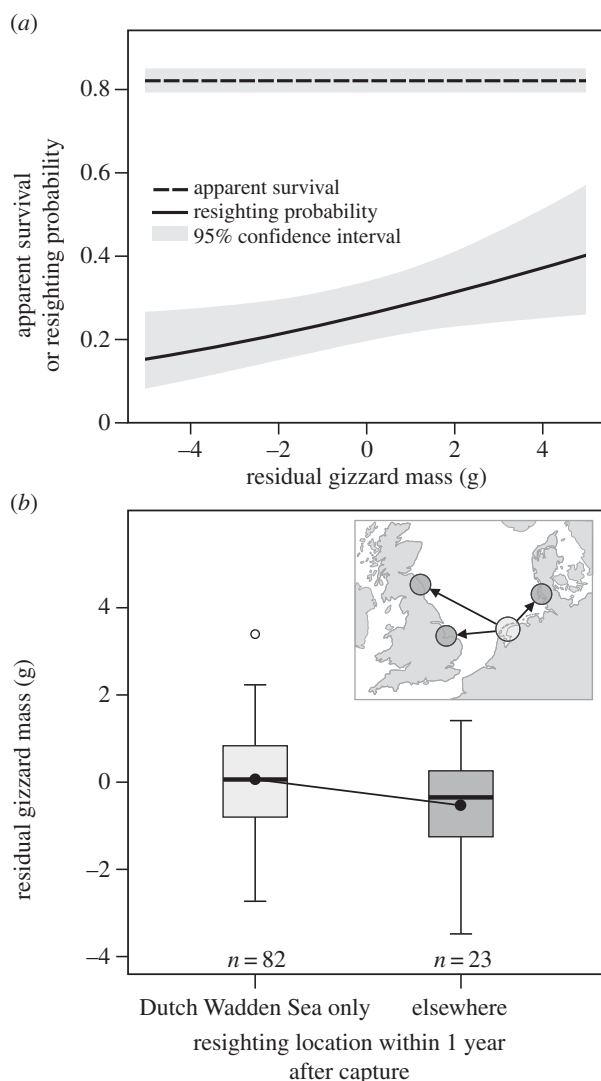 (a)
0.8
0.6
0.4
0.2
0
apparent survival
or resighting probability
apparent survival
resighting probability
95% confidence interval
–4
–2
0
2
4
residual gizzard mass (g)
(b)
4
2
0
–2
–4
residual gizzard mass (g)
n = 82
n = 23
Dutch Wadden Sea only
elsewhere
resighting location within 1 year
after capture